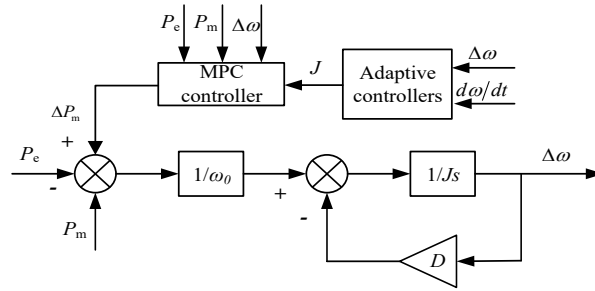 Pe Pm Δω
MPC
controller
J
Adaptive
controllers
Δω
dω/dt
ΔPm
+
Pe
-
Pm
1/ω0
+
-
1/Js
Δω
D